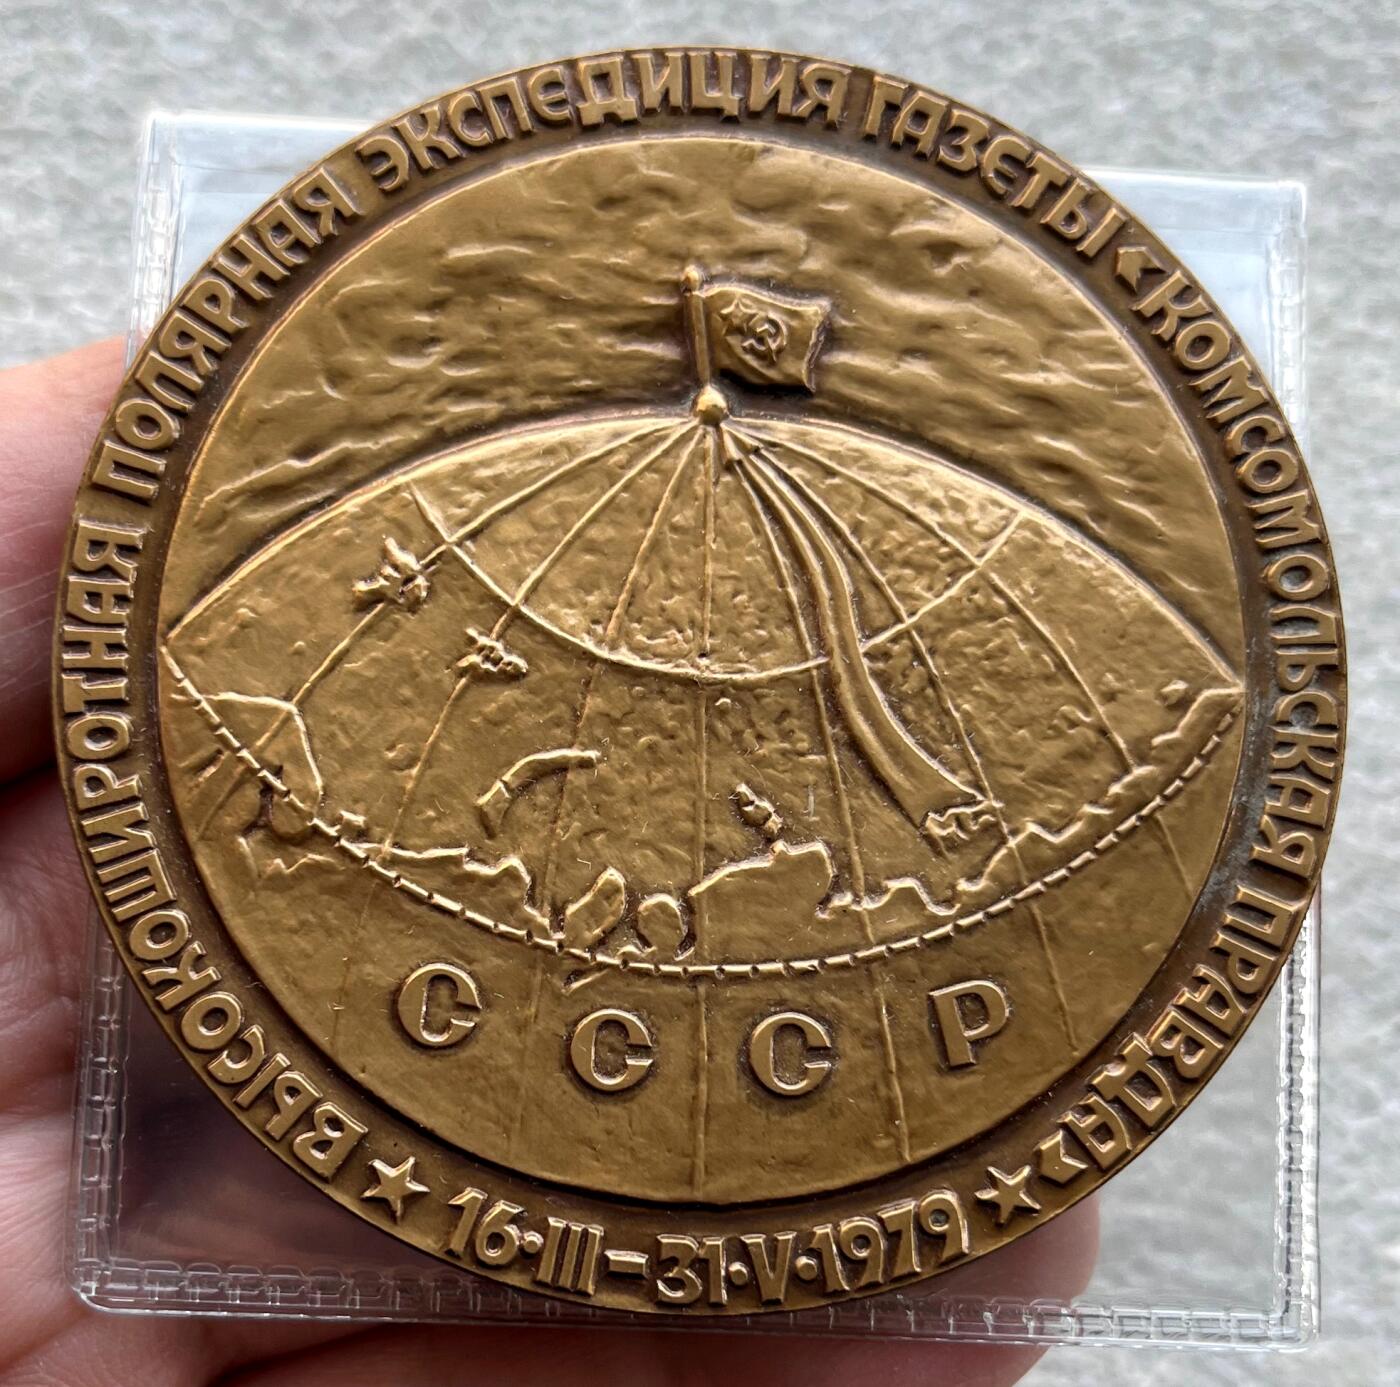 ВЫСОКОШИРОТНАЯ ПОЛЯРНАЯ ЭКСПЕДИЦИЯ ГАЗЕТЫ «КОМСОМОЛЬСКАЯ ПРАВДА»
СССР
★ 16·III–31·V·1979 ★